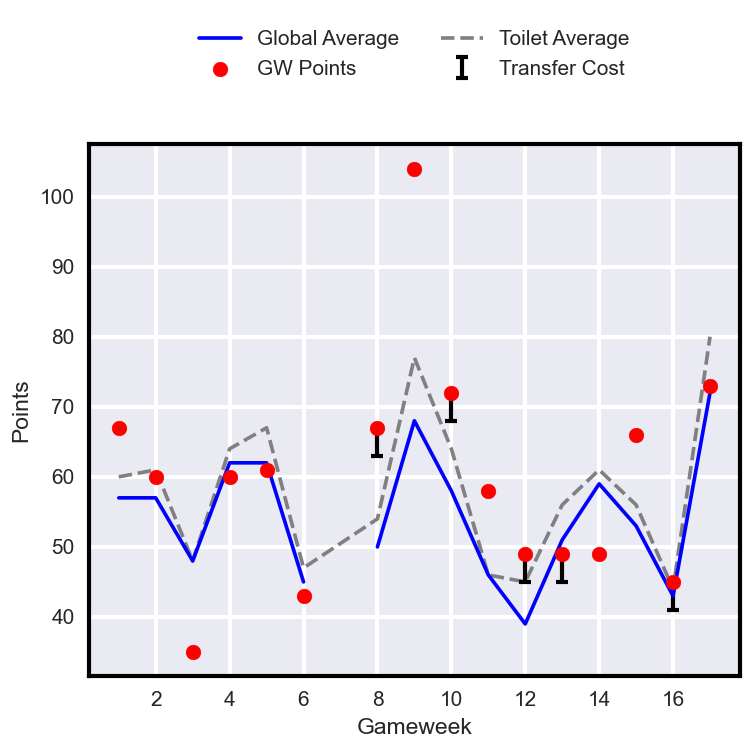 Global Average
GW Points
Toilet Average
Transfer Cost
100
90
80
70
60
50
40
Points
2 4 6 8 10 12 14 16
Gameweek